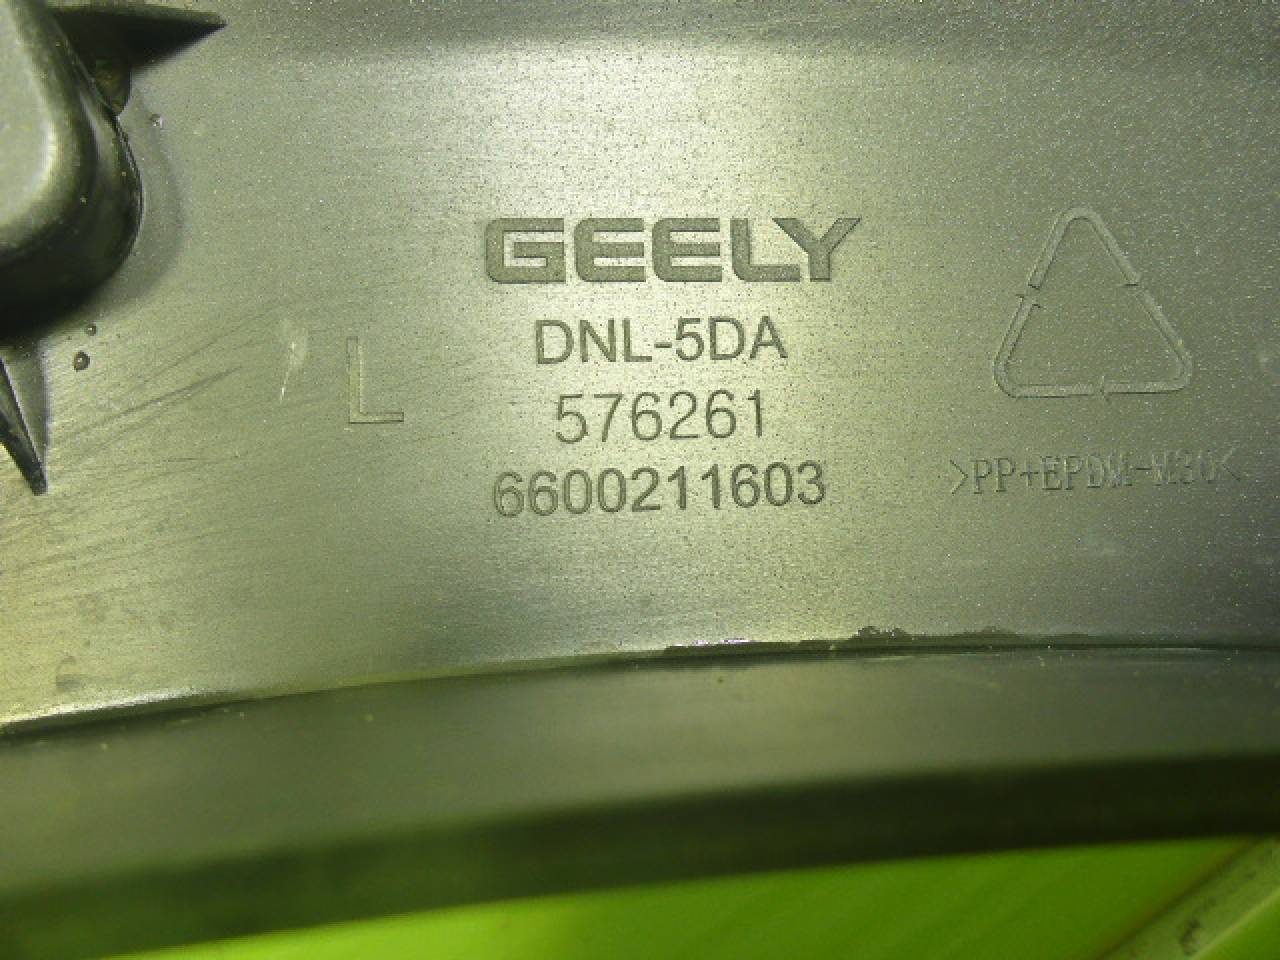 GEELY
DNL-5DA
L
576261
6600211603
>PP+EPDM-M30<